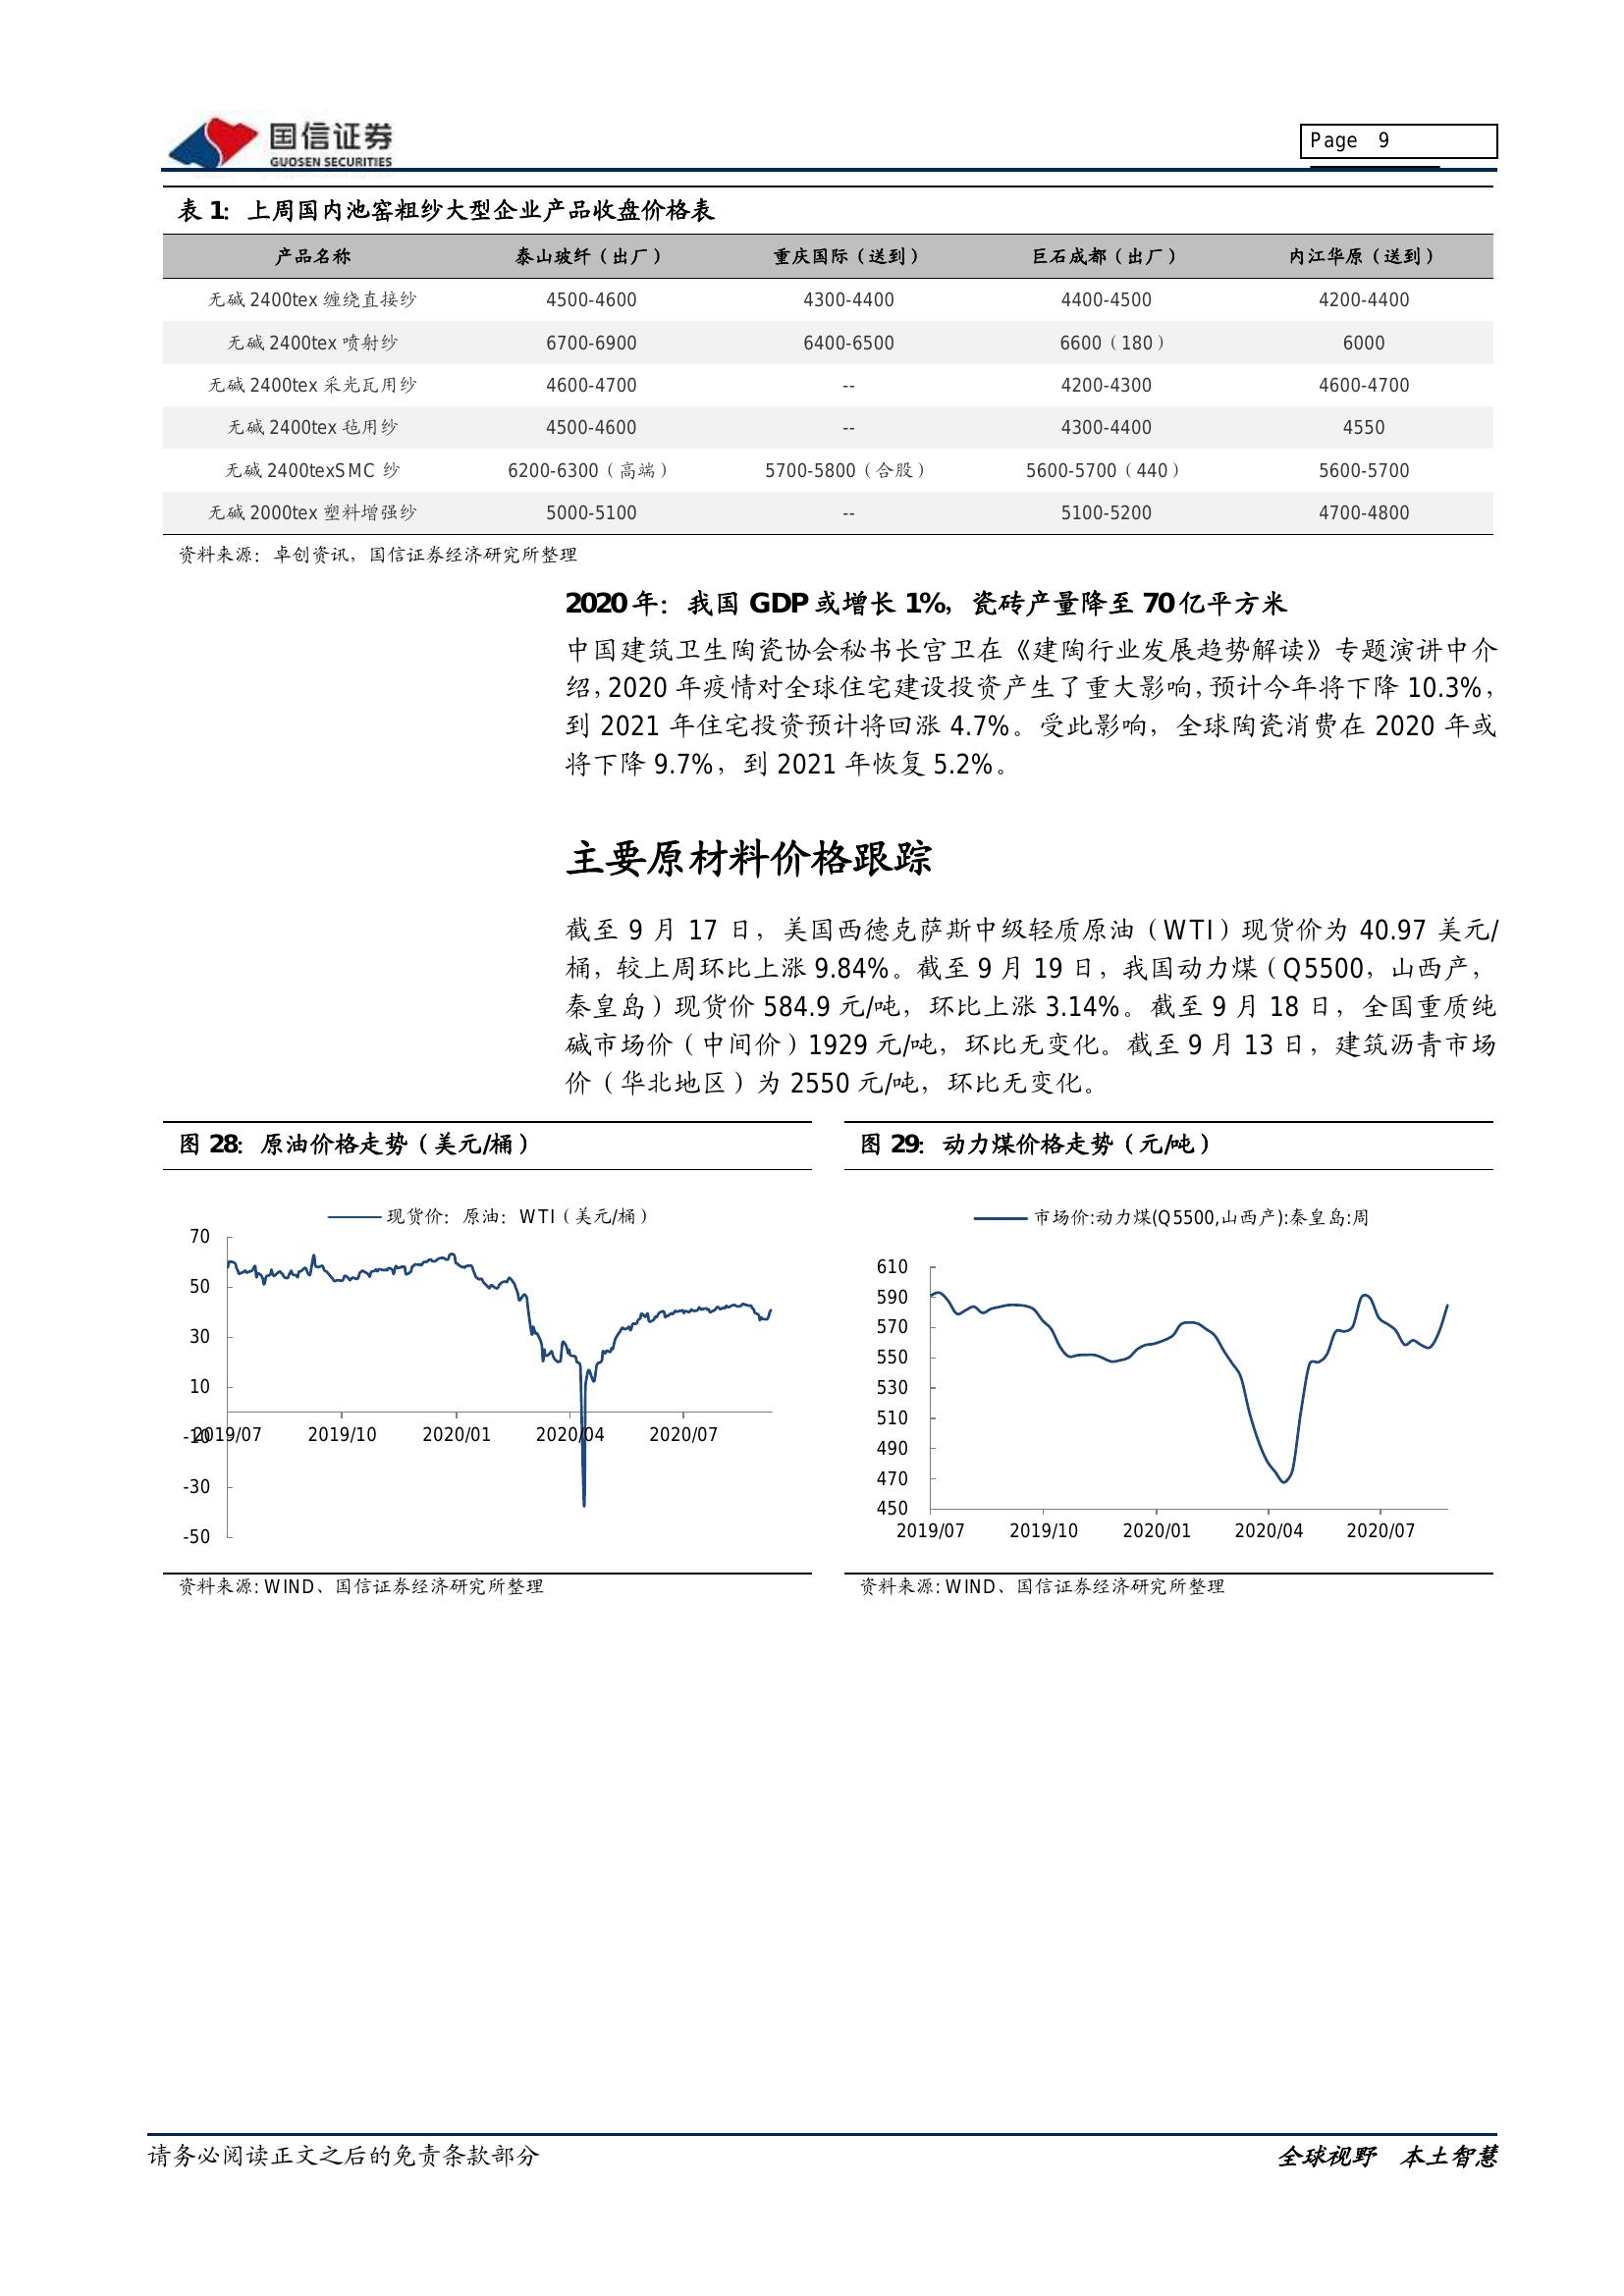 国信证券
GUOSEN SECURITIES
Page 9
表 1：上周国内池窑粗纱大型企业产品收盘价格表
产品名称 泰山玻纤（出厂） 重庆国际（送到） 巨石成都（出厂） 内江华原（送到）
无碱 2400tex 缠绕直接纱 4500-4600 4300-4400 4400-4500 4200-4400
无碱 2400tex 喷射纱 6700-6900 6400-6500 6600（180） 6000
无碱 2400tex 采光瓦用纱 4600-4700 -- 4200-4300 4600-4700
无碱 2400tex 毡用纱 4500-4600 -- 4300-4400 4550
无碱 2400texSMC 纱 6200-6300（高端） 5700-5800（合股） 5600-5700（440） 5600-5700
无碱 2000tex 塑料增强纱 5000-5100 -- 5100-5200 4700-4800
资料来源：卓创资讯，国信证券经济研究所整理
2020 年：我国 GDP 或增长 1%，瓷砖产量降至 70 亿平方米
中国建筑卫生陶瓷协会秘书长宫卫在《建陶行业发展趋势解读》专题演讲中介
绍，2020 年疫情对全球住宅建设投资产生了重大影响，预计今年将下降 10.3%，
到 2021 年住宅投资预计将回涨 4.7%。受此影响，全球陶瓷消费在 2020 年或
将下降 9.7%，到 2021 年恢复 5.2%。
主要原材料价格跟踪
截至 9 月 17 日，美国西德克萨斯中级轻质原油（WTI）现货价为 40.97 美元/
桶，较上周环比上涨 9.84%。截至 9 月 19 日，我国动力煤（Q5500，山西产，
秦皇岛）现货价 584.9 元/吨，环比上涨 3.14%。截至 9 月 18 日，全国重质纯
碱市场价（中间价）1929 元/吨，环比无变化。截至 9 月 13 日，建筑沥青市场
价（华北地区）为 2550 元/吨，环比无变化。
图 28：原油价格走势（美元/桶）
现货价：原油：WTI（美元/桶）
70
50
30
10
-10
-30
-50
2019/07 2019/10 2020/01 2020/04 2020/07
资料来源: WIND、国信证券经济研究所整理
图 29：动力煤价格走势（元/吨）
市场价:动力煤(Q5500,山西产):秦皇岛:周
610
590
570
550
530
510
490
470
450
2019/07 2019/10 2020/01 2020/04 2020/07
资料来源: WIND、国信证券经济研究所整理
请务必阅读正文之后的免责条款部分
全球视野 本土智慧